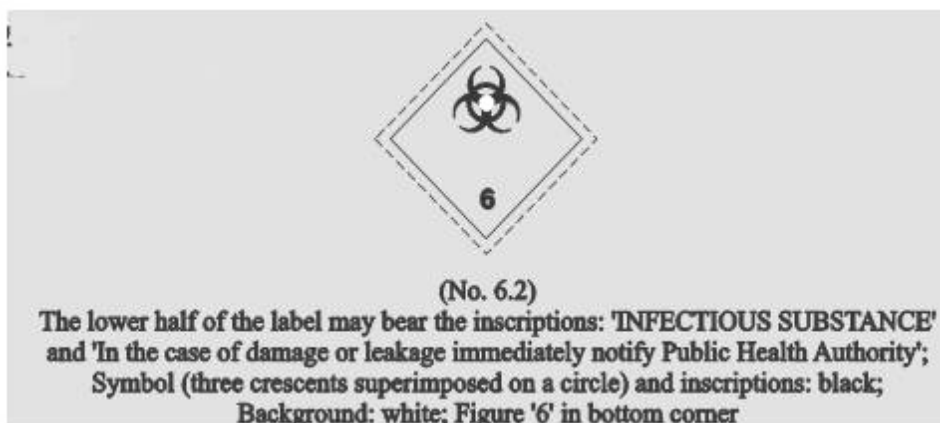 6
(No. 6.2)
The lower half of the label may bear the inscriptions: 'INFECTIOUS SUBSTANCE'
and 'In the case of damage or leakage immediately notify Public Health Authority';
Symbol (three crescents superimposed on a circle) and inscriptions: black;
Background: white; Figure '6' in bottom corner